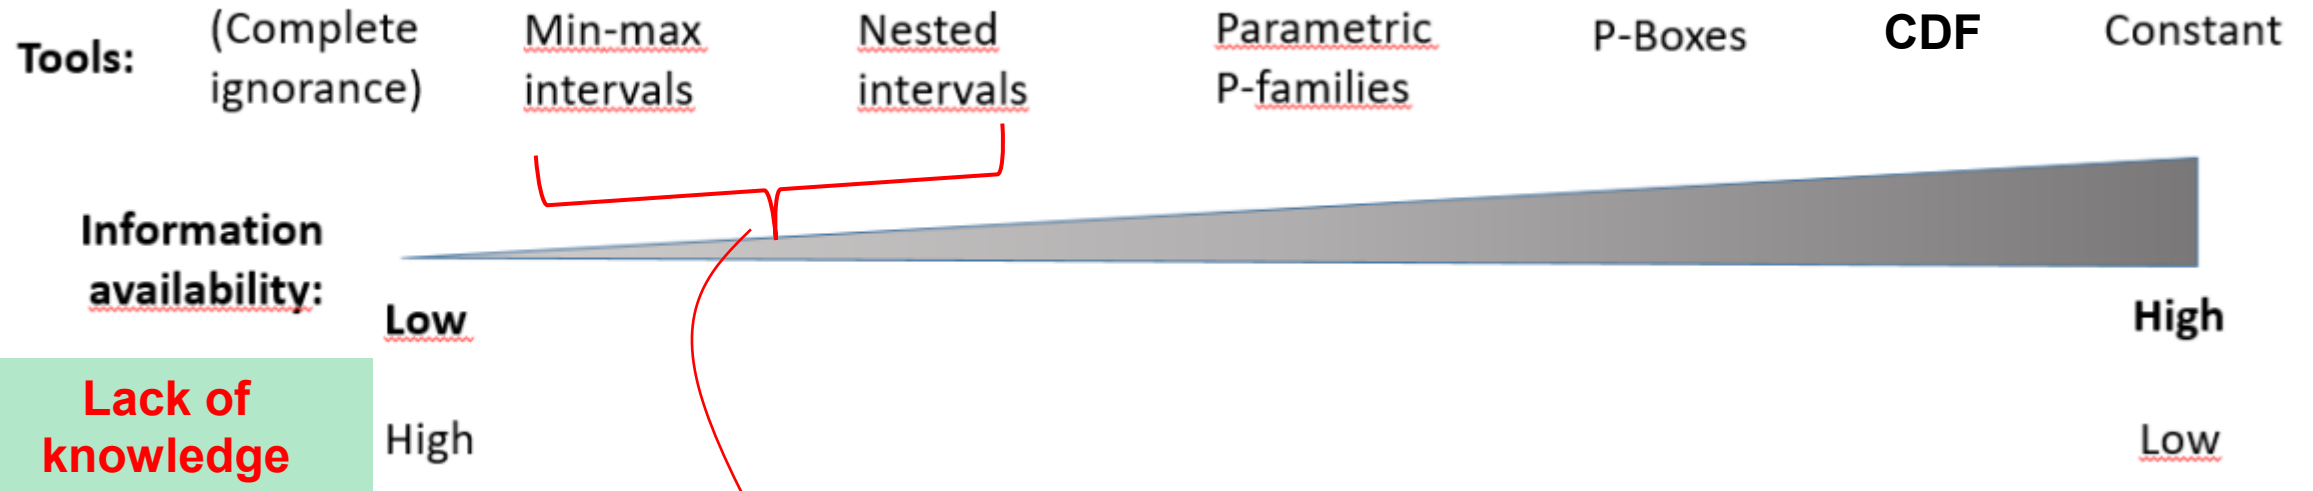 Tools:
(Complete
ignorance)
Min-max
intervals
Nested
intervals
Parametric
P-families
P-Boxes
CDF
Constant
Information
availability:
Low
High
Lack of
knowledge
High
Low